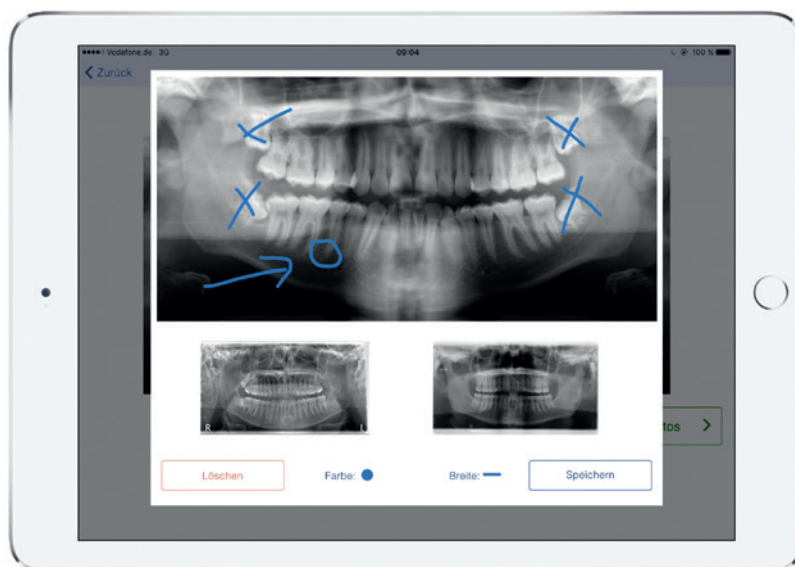 Vodafone.de 3G 09:04 100 %
Zurück
R L
tos
Löschen Farbe: Breite: Speichern